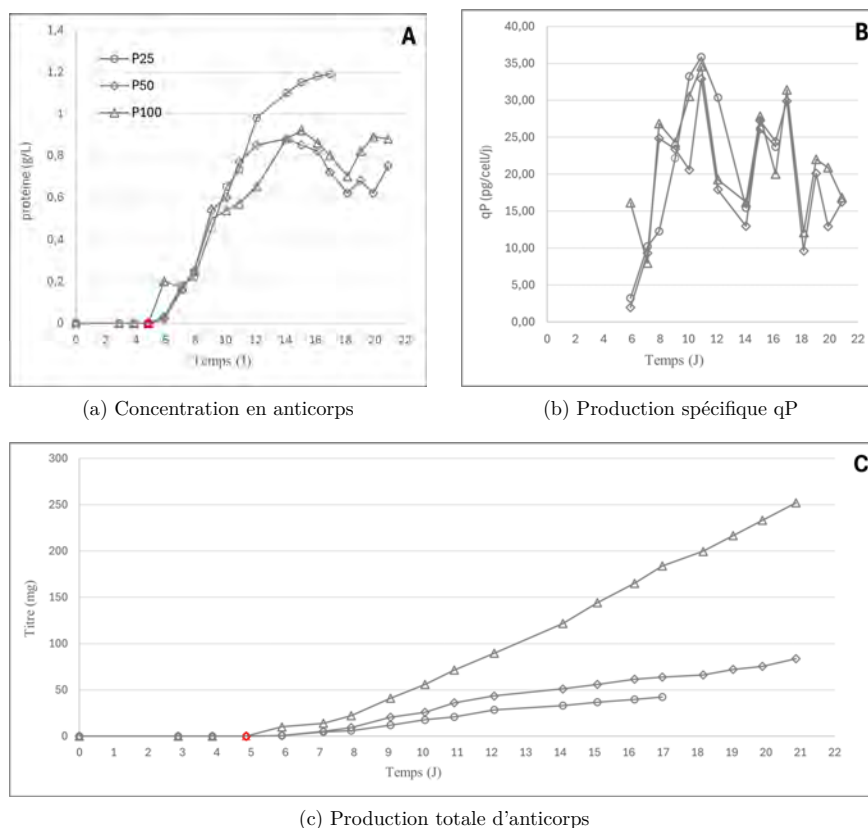 A
1,4
1,2
1
0,8
0,6
0,4
0,2
0
P25
P50
P100
protéine (g/L)
0 2 4 6 8 10 12 14 16 18 20 22
Temps (J)
B
40,00
35,00
30,00
25,00
20,00
15,00
10,00
5,00
0,00
qP (pg/cell/j)
0 2 4 6 8 10 12 14 16 18 20 22
Temps (J)
(a) Concentration en anticorps
(b) Production spécifique qP
C
300
250
200
150
100
50
0
Titre (mg)
0 1 2 3 4 5 6 7 8 9 10 11 12 13 14 15 16 17 18 19 20 21 22
Temps (J)
(c) Production totale d'anticorps